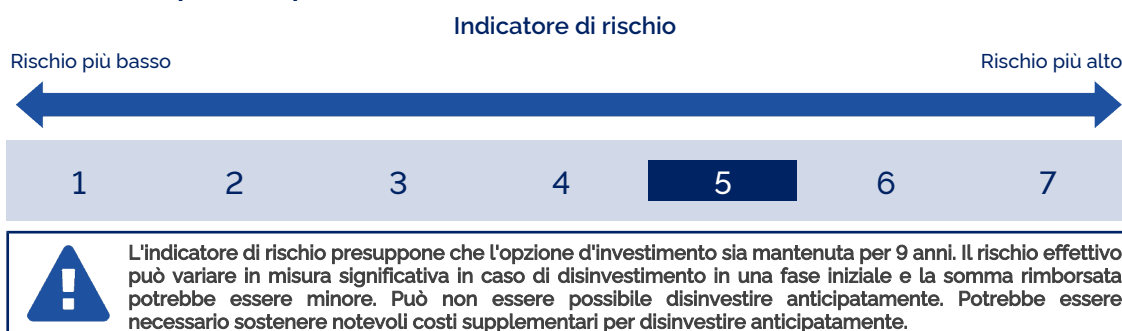 Indicatore di rischio
Rischio più basso Rischio più alto
1 2 3 4 5 6 7
L'indicatore di rischio presuppone che l'opzione d'investimento sia mantenuta per 9 anni. Il rischio effettivo
può variare in misura significativa in caso di disinvestimento in una fase iniziale e la somma rimborsata
potrebbe essere minore. Può non essere possibile disinvestire anticipatamente. Potrebbe essere
necessario sostenere notevoli costi supplementari per disinvestire anticipatamente.